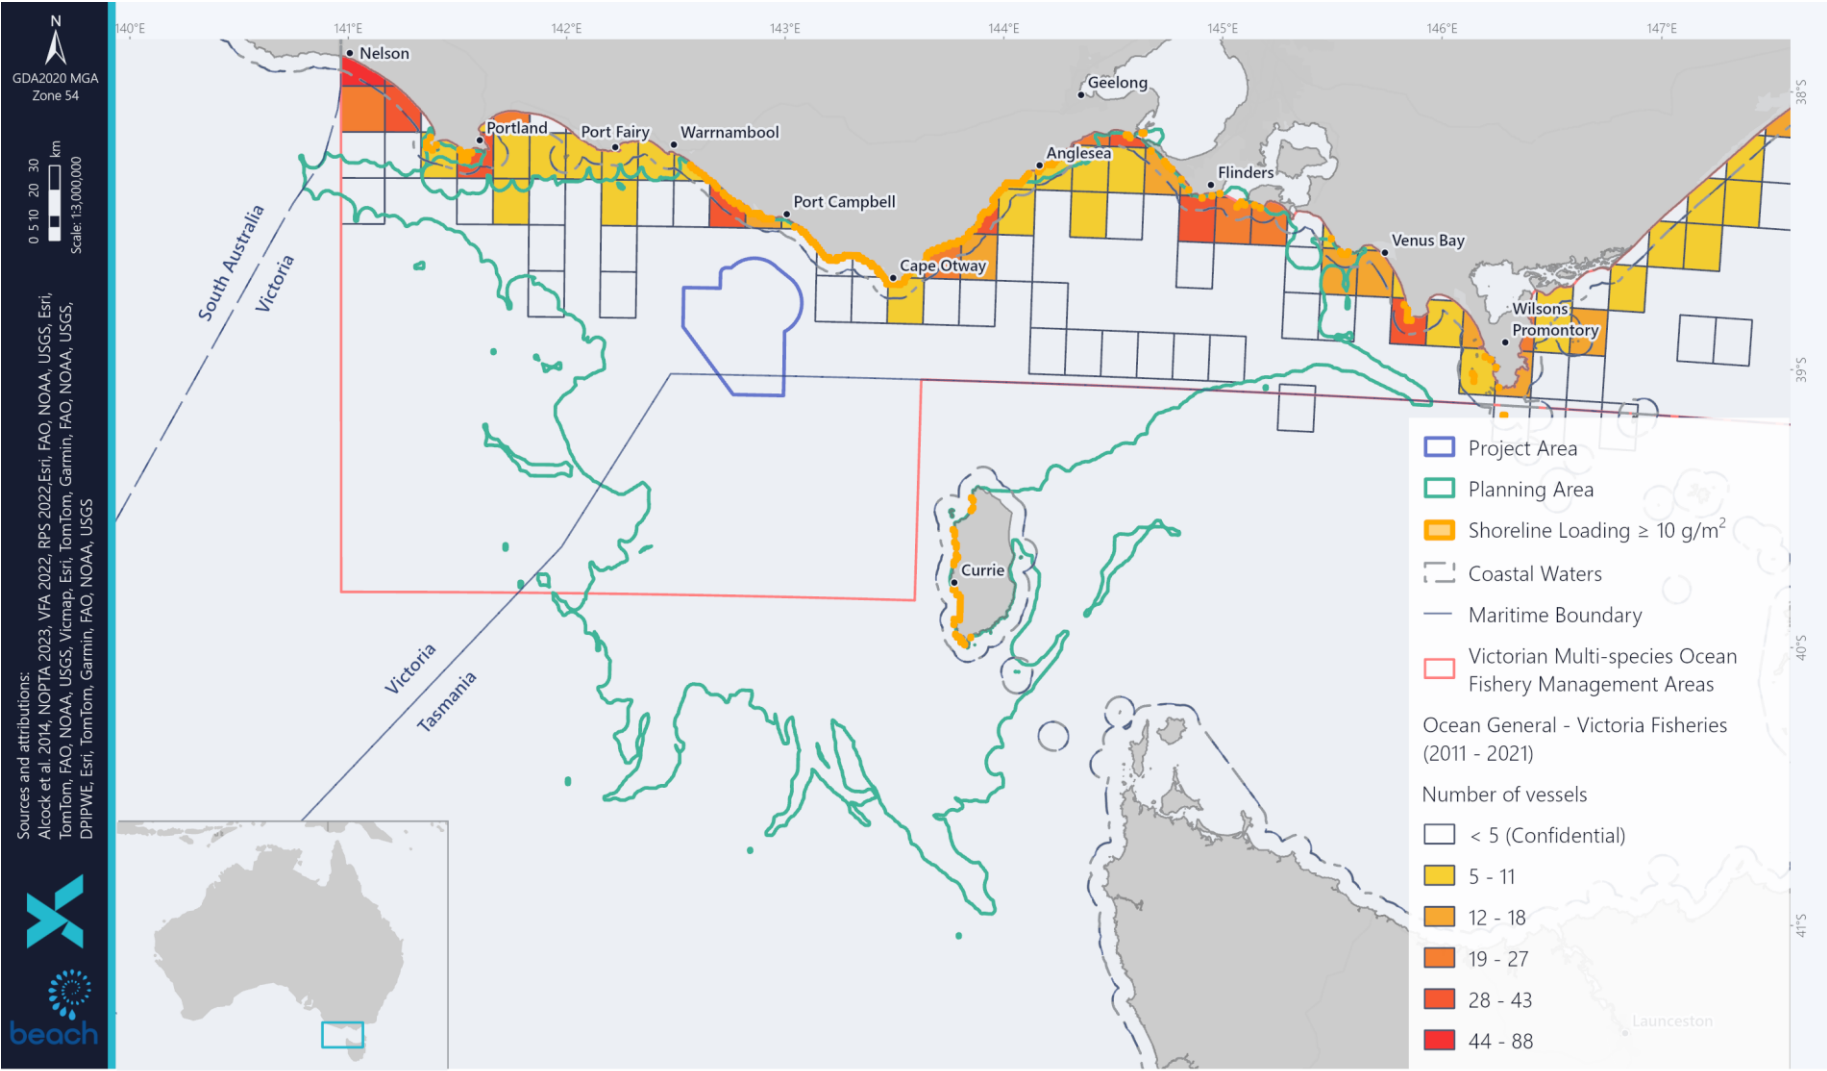 N
GDA2020 MGA
Zone 54
0 5 10 20 30
km
Scale: 1:3,000,000
Sources and attributions:
Alcock et al. 2014, NOPTA 2023, VFA 2022, RPS 2022,Esri, FAO, NOAA, USGS, Esri,
TomTom, FAO, NOAA, USGS, Vicmap, Esri, TomTom, Garmin, FAO, NOAA, USGS,
DPIPWE, Esri, TomTom, Garmin, FAO, NOAA, USGS
beach
140°E
141°E
142°E
143°E
144°E
145°E
146°E
147°E
38°S
39°S
40°S
41°S
Nelson
Portland
Port Fairy
Warrnambool
Port Campbell
Cape Otway
Anglesea
Geelong
Flinders
Venus Bay
Wilsons
Promontory
Currie
South Australia
Victoria
Victoria
Tasmania
Project Area
Planning Area
Shoreline Loading ≥ 10 g/m²
Coastal Waters
Maritime Boundary
Victorian Multi-species Ocean
Fishery Management Areas
Ocean General - Victoria Fisheries
(2011 - 2021)
Number of vessels
< 5 (Confidential)
5 - 11
12 - 18
19 - 27
28 - 43
44 - 88
Launceston